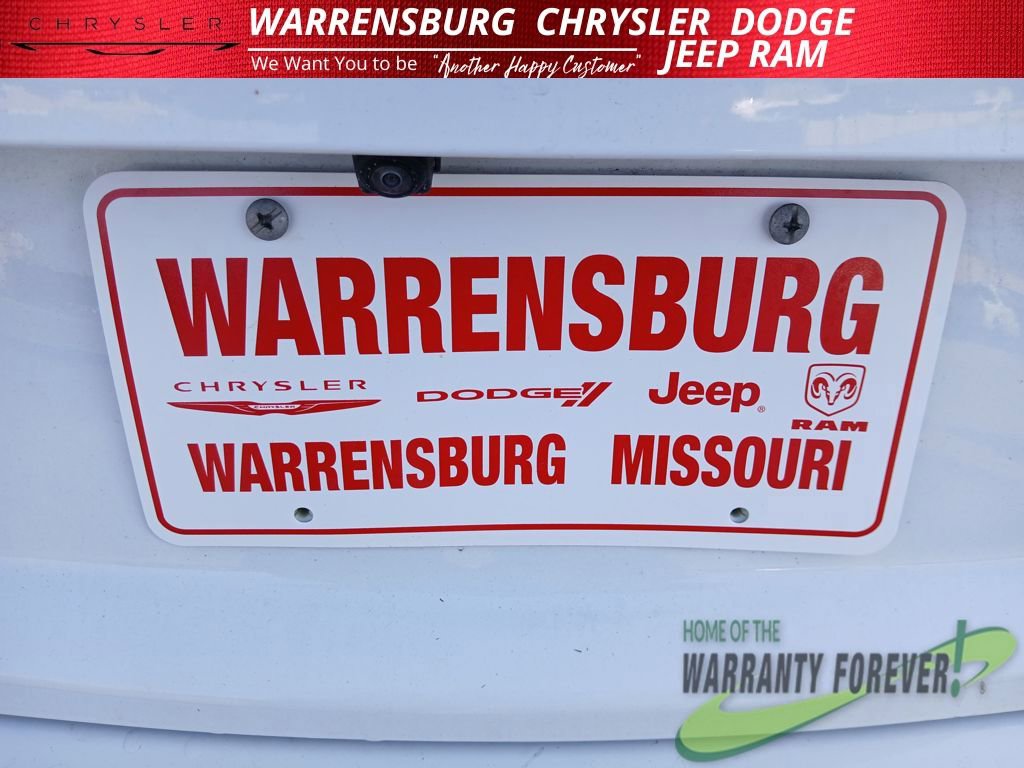 CHRYSLER
WARRENSBURG CHRYSLER DODGE
JEEP RAM
We Want You to be "Another Happy Customer"
WARRENSBURG
CHRYSLER
CHRYSLER
DODGE
Jeep®
RAM
WARRENSBURG MISSOURI
HOME OF THE
WARRANTY FOREVER!®